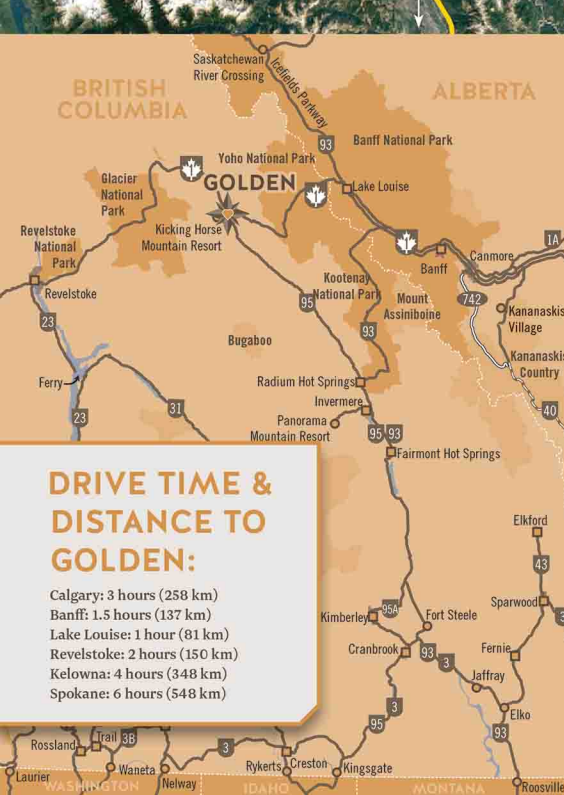 Saskatchewan
River Crossing
Icefields Parkway
BRITISH
COLUMBIA
ALBERTA
93
Banff National Park
Yoho National Park
1
GOLDEN
1
Lake Louise
Glacier
National
Park
Kicking Horse
Mountain Resort
Revelstoke
National
Park
Revelstoke
1
1A
Canmore
Banff
Kootenay
National Park
Mount
Assiniboine
742
Kananaskis
Village
Kananaskis
Country
95
93
23
Bugaboo
Ferry
Radium Hot Springs
Invermere
Panorama
Mountain Resort
40
31
23
95 93
Fairmont Hot Springs
DRIVE TIME &
DISTANCE TO
GOLDEN:
Calgary: 3 hours (258 km)
Banff: 1.5 hours (137 km)
Lake Louise: 1 hour (81 km)
Revelstoke: 2 hours (150 km)
Kelowna: 4 hours (348 km)
Spokane: 6 hours (548 km)
Elkford
43
Sparwood
3
Kimberley
95A
Fort Steele
Cranbrook
93
3
Fernie
Jaffray
Elko
3
95
93
Rossland
Trail
3B
3
Waneta
Rykerts
Creston
Kingsgate
Laurier
Nelway
Roosville
WASHINGTON
IDAHO
MONTANA